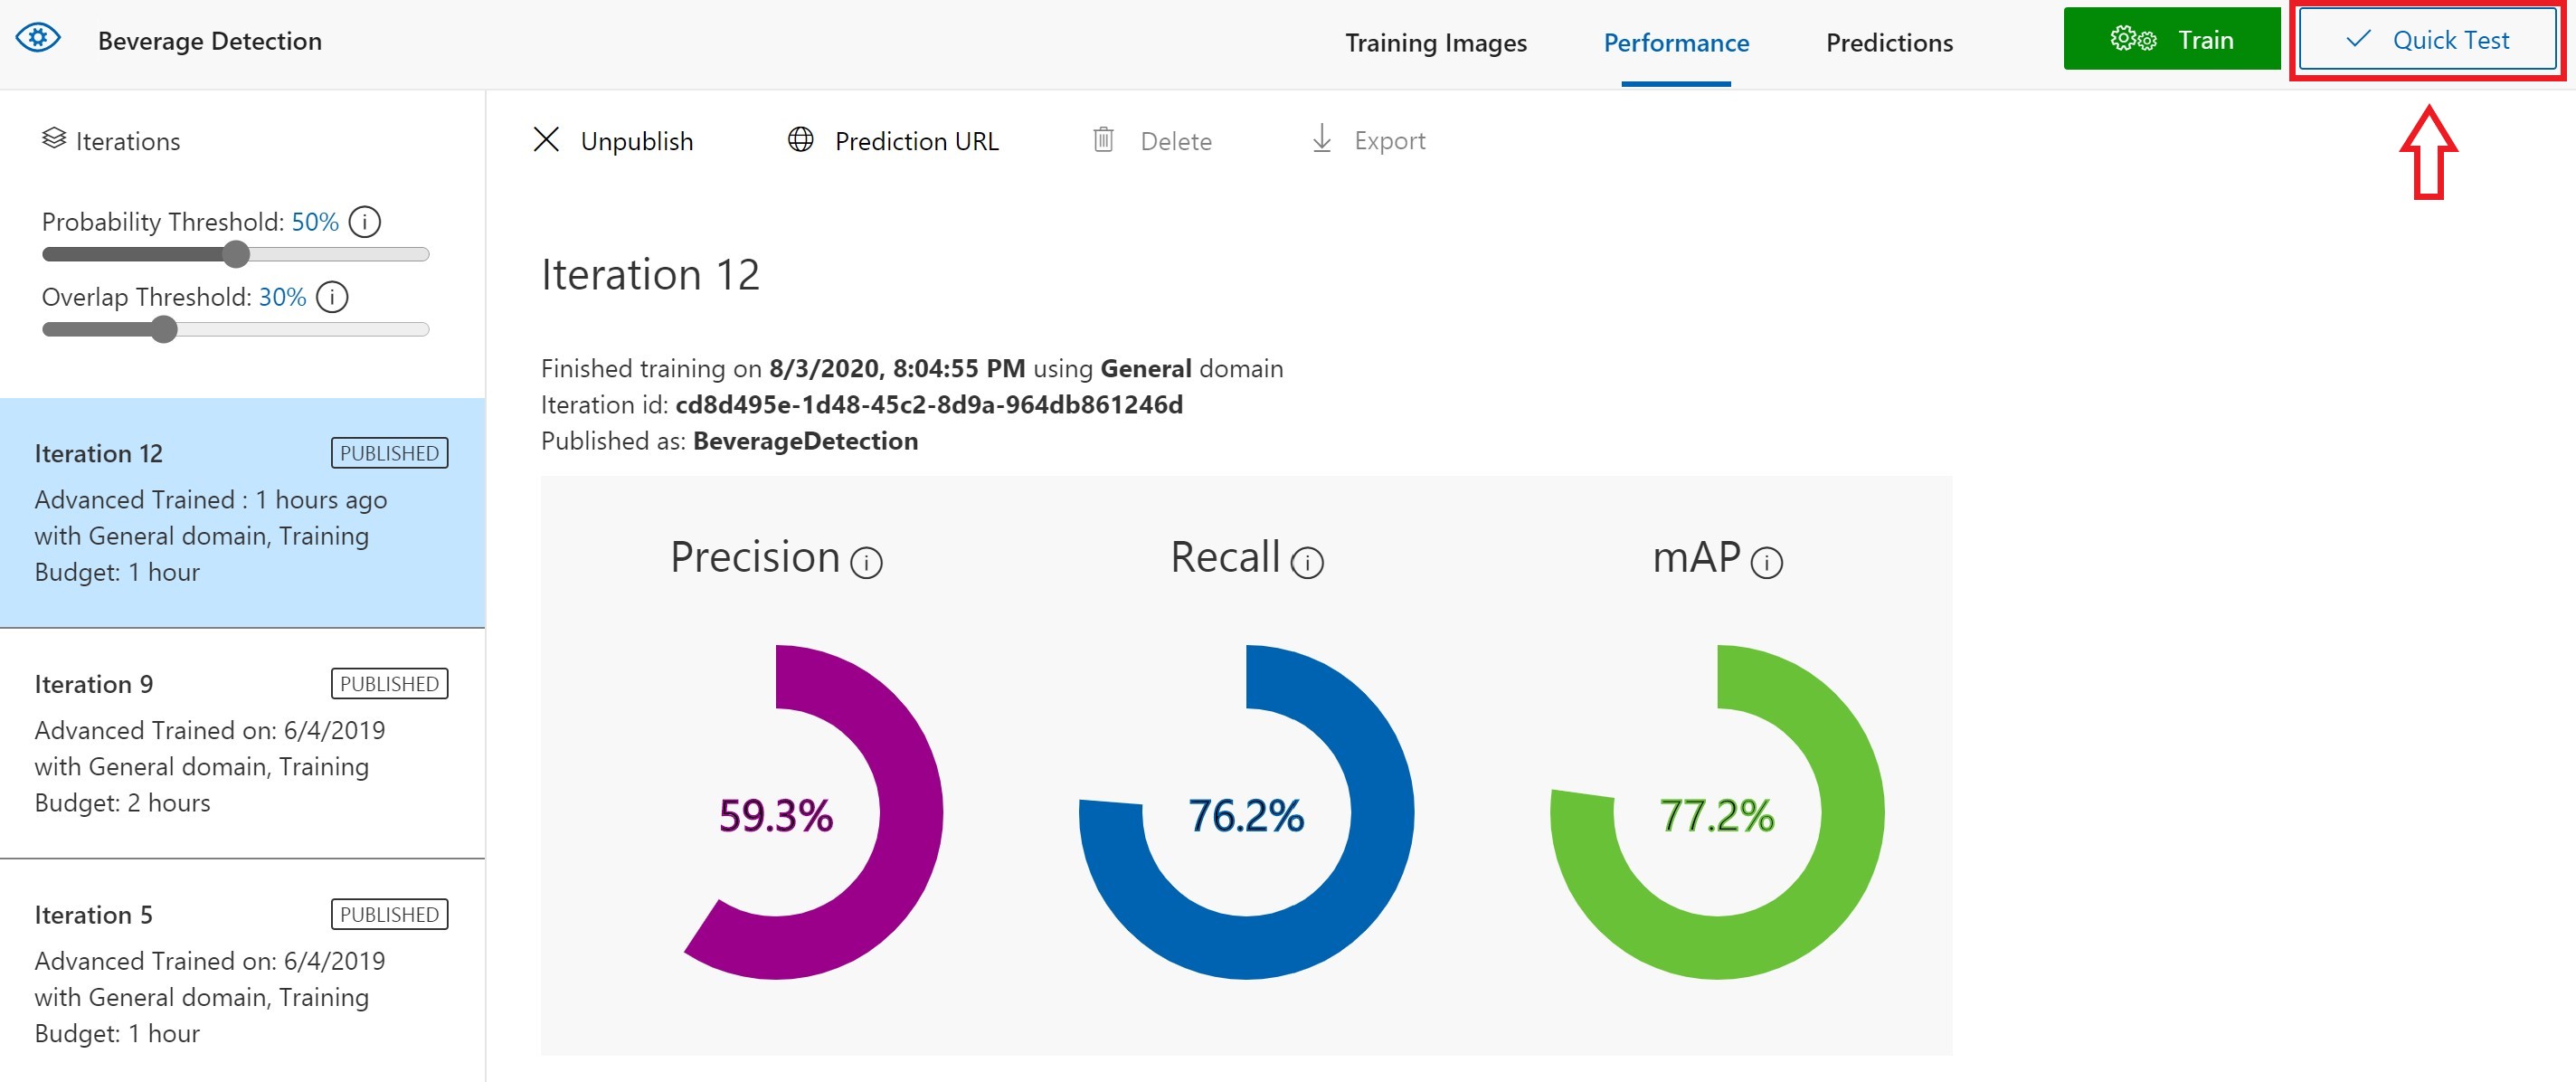 Beverage Detection
Training Images
Performance
Predictions
Train
Quick Test
Iterations
Probability Threshold: 50%
Overlap Threshold: 30%
Iteration 12
PUBLISHED
Advanced Trained : 1 hours ago
with General domain, Training
Budget: 1 hour
Iteration 9
PUBLISHED
Advanced Trained on: 6/4/2019
with General domain, Training
Budget: 2 hours
Iteration 5
PUBLISHED
Advanced Trained on: 6/4/2019
with General domain, Training
Budget: 1 hour
Unpublish
Prediction URL
Delete
Export
Iteration 12
Finished training on 8/3/2020, 8:04:55 PM using General domain
Iteration id: cd8d495e-1d48-45c2-8d9a-964db861246d
Published as: BeverageDetection
Precision
Recall
mAP
59.3%
76.2%
77.2%